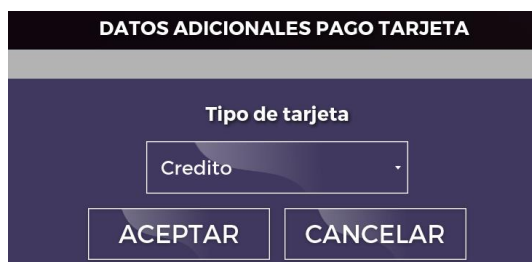 DATOS ADICIONALES PAGO TARJETA
Tipo de tarjeta
Credito
ACEPTAR CANCELAR